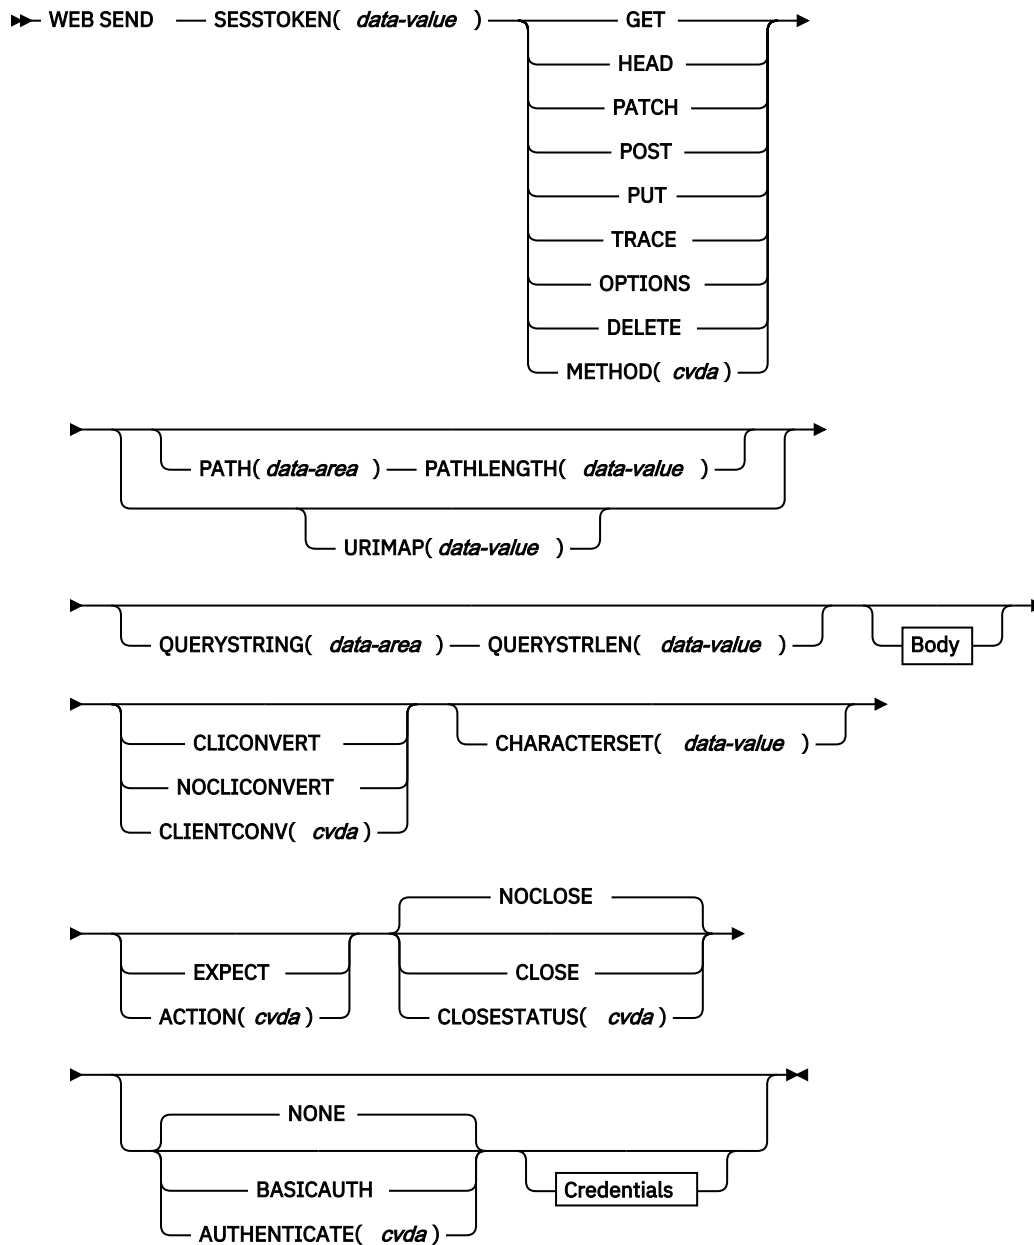 WEB SEND SESSTOKEN( data-value ) GET
HEAD
PATCH
POST
PUT
TRACE
OPTIONS
DELETE
METHOD( cvda )
PATH( data-area ) PATHLENGTH( data-value )
URIMAP( data-value )
QUERYSTRING( data-area ) QUERYSTRLEN( data-value ) Body
CLICONVERT CHARACTERSET( data-value )
NOCLICONVERT
CLIENTCONV( cvda )
NOCLOSE
EXPECT CLOSE
ACTION( cvda ) CLOSESTATUS( cvda )
NONE
BASICAUTH Credentials
AUTHENTICATE( cvda )